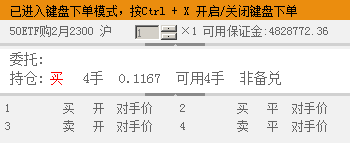 已进入键盘下单模式，按Ctrl + X 开启/关闭键盘下单
50ETF购2月2300 沪 1 ×1 可用保证金:4828772.36
委托:
持仓: 买 4手 0.1167 可用4手 非备兑
1 买 开 对手价 2 买 平 对手价
3 卖 开 对手价 4 卖 平 对手价